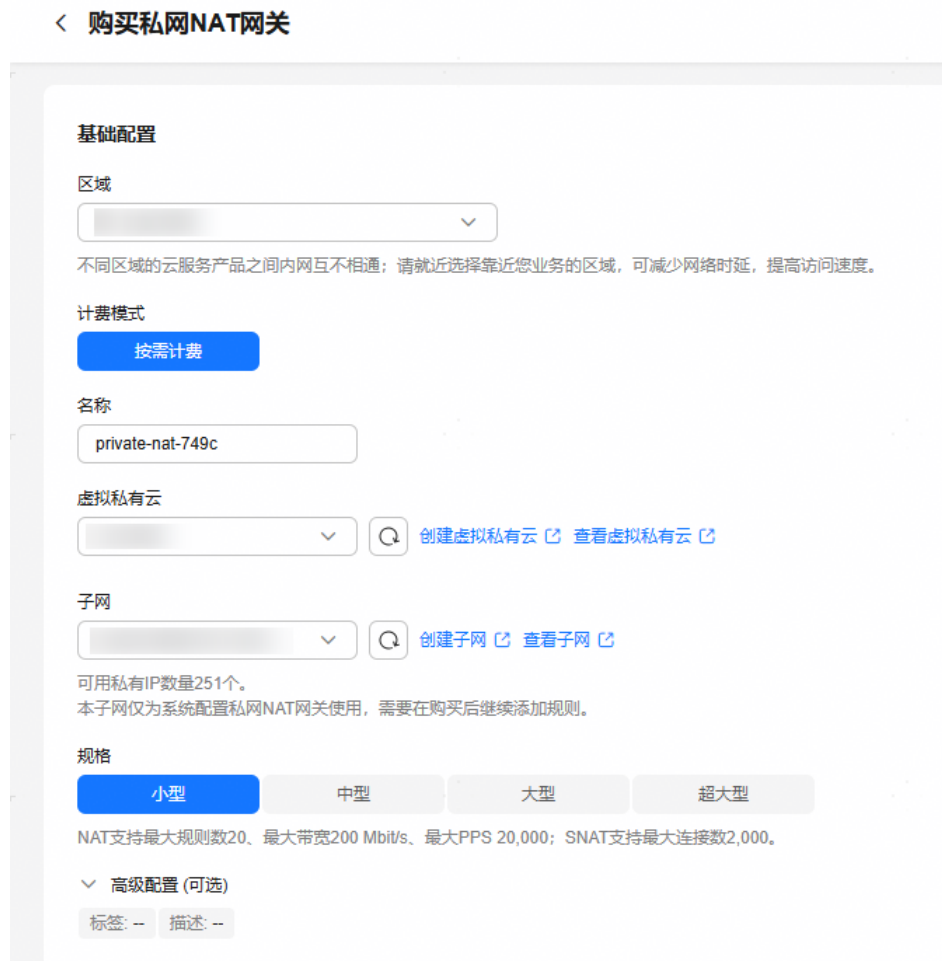 购买私网NAT网关
基础配置
区域
不同区域的云服务产品之间内网互不相通；请就近选择靠近您业务的区域，可减少网络时延，提高访问速度。
计费模式
按需计费
名称
private-nat-749c
虚拟私有云
创建虚拟私有云 查看虚拟私有云
子网
创建子网 查看子网
可用私有IP数量251个。
本子网仅为系统配置私网NAT网关使用，需要在购买后继续添加规则。
规格
小型 中型 大型 超大型
NAT支持最大规则数20、最大带宽200 Mbit/s、最大PPS 20,000；SNAT支持最大连接数2,000。
高级配置 (可选)
标签: -- 描述: --